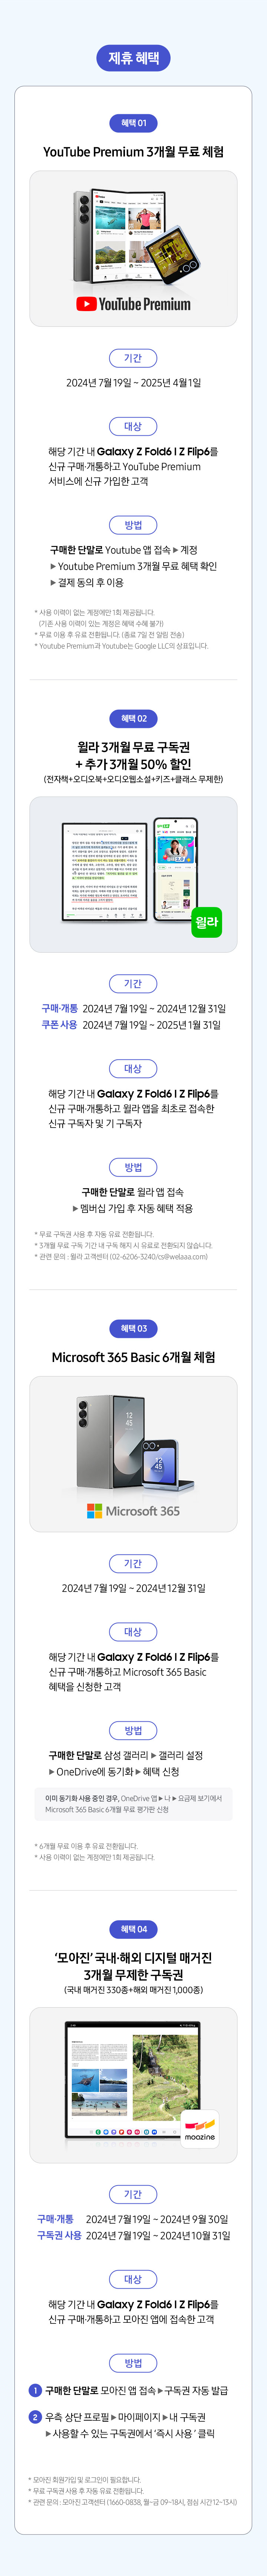 제휴 혜택
혜택 01
YouTube Premium 3개월 무료 체험
YouTube Premium
기간
2024년 7월 19일 ~ 2025년 4월 1일
대상
해당 기간 내 Galaxy Z Fold6 I Z Flip6를
신규 구매·개통하고 YouTube Premium
서비스에 신규 가입한 고객
방법
구매한 단말로 Youtube 앱 접속 ▶ 계정
▶ Youtube Premium 3개월 무료 혜택 확인
▶ 결제 동의 후 이용
* 사용 이력이 없는 계정에만 1회 제공됩니다.
(기존 사용 이력이 있는 계정은 혜택 수혜 불가)
* 무료 이용 후 유료 전환됩니다. (종료 7일 전 알림 전송)
* Youtube Premium과 Youtube는 Google LLC의 상표입니다.
혜택 02
윌라 3개월 무료 구독권
+ 추가 3개월 50% 할인
(전자책+오디오북+오디오웹소설+키즈+클래스 무제한)
윌라
기간
구매·개통 2024년 7월 19일 ~ 2024년 12월 31일
쿠폰 사용 2024년 7월 19일 ~ 2025년 1월 31일
대상
해당 기간 내 Galaxy Z Fold6 I Z Flip6를
신규 구매·개통하고 윌라 앱을 최초로 접속한
신규 구독자 및 기 구독자
방법
구매한 단말로 윌라 앱 접속
▶ 멤버십 가입 후 자동 혜택 적용
* 무료 구독권 사용 후 자동 유료 전환됩니다.
* 3개월 무료 구독 기간 내 구독 해지 시 유료로 전환되지 않습니다.
* 관련 문의 : 윌라 고객센터 (02-6206-3240/cs@welaaa.com)
혜택 03
Microsoft 365 Basic 6개월 체험
12
45
Microsoft 365
기간
2024년 7월 19일 ~ 2024년 12월 31일
대상
해당 기간 내 Galaxy Z Fold6 I Z Flip6를
신규 구매·개통하고 Microsoft 365 Basic
혜택을 신청한 고객
방법
구매한 단말로 삼성 갤러리 ▶ 갤러리 설정
▶ OneDrive에 동기화 ▶ 혜택 신청
이미 동기화 사용 중인 경우, OneDrive 앱 ▶ 나 ▶ 요금제 보기에서
Microsoft 365 Basic 6개월 무료 평가판 신청
* 6개월 무료 이용 후 유료 전환됩니다.
* 사용 이력이 없는 계정에만 1회 제공됩니다.
혜택 04
‘모아진’ 국내·해외 디지털 매거진
3개월 무제한 구독권
(국내 매거진 330종+해외 매거진 1,000종)
moazine
기간
구매·개통 2024년 7월 19일 ~ 2024년 9월 30일
구독권 사용 2024년 7월 19일 ~ 2024년 10월 31일
대상
해당 기간 내 Galaxy Z Fold6 I Z Flip6를
신규 구매·개통하고 모아진 앱에 접속한 고객
방법
1 구매한 단말로 모아진 앱 접속 ▶ 구독권 자동 발급
2 우측 상단 프로필 ▶ 마이페이지 ▶ 내 구독권
▶ 사용할 수 있는 구독권에서 ‘즉시 사용 ‘ 클릭
* 모아진 회원가입 및 로그인이 필요합니다.
* 무료 구독권 사용 후 자동 유료 전환됩니다.
* 관련 문의 : 모아진 고객센터 (1660-0838, 월~금 09~18시, 점심 시간 12~13시)